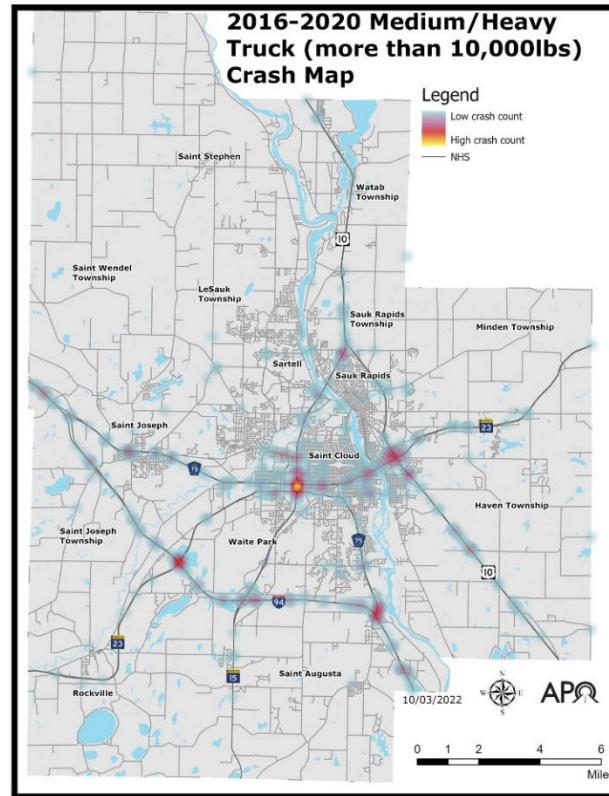 2016-2020 Medium/Heavy
Truck (more than 10,000lbs)
Crash Map
Legend
Low crash count
High crash count
NHS
Saint Stephen
Watab
Township
10
Saint Wendel
Township
LeSauk
Township
Sauk Rapids
Township
Minden Township
Sartell
Sauk Rapids
Saint Joseph
23
Saint Cloud
75
Haven Township
Saint Joseph
Township
Waite Park
75
10
94
23
15
Saint Augusta
Rockville
10/03/2022
N
W E
S
APO
0 1 2 4 6
Mile